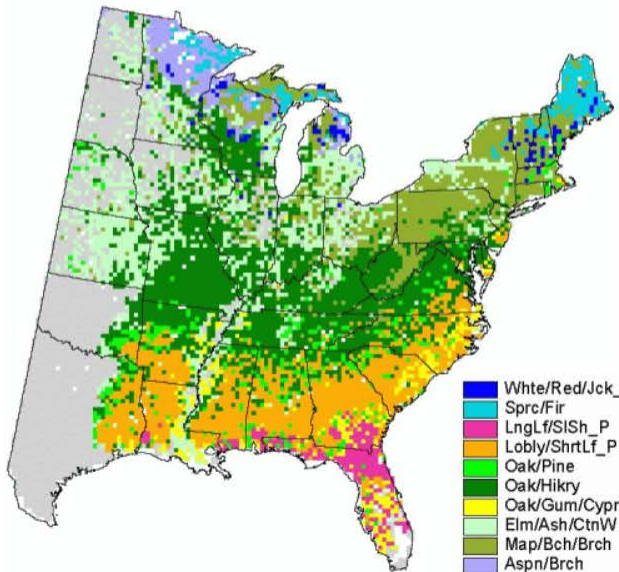 Whte/Red/Jck_
Sprc/Fir
LngLf/SlSh_P
Lobly/ShrtLf_P
Oak/Pine
Oak/Hikry
Oak/Gum/Cypr
Elm/Ash/CtnW
Map/Bch/Brch
Aspn/Brch